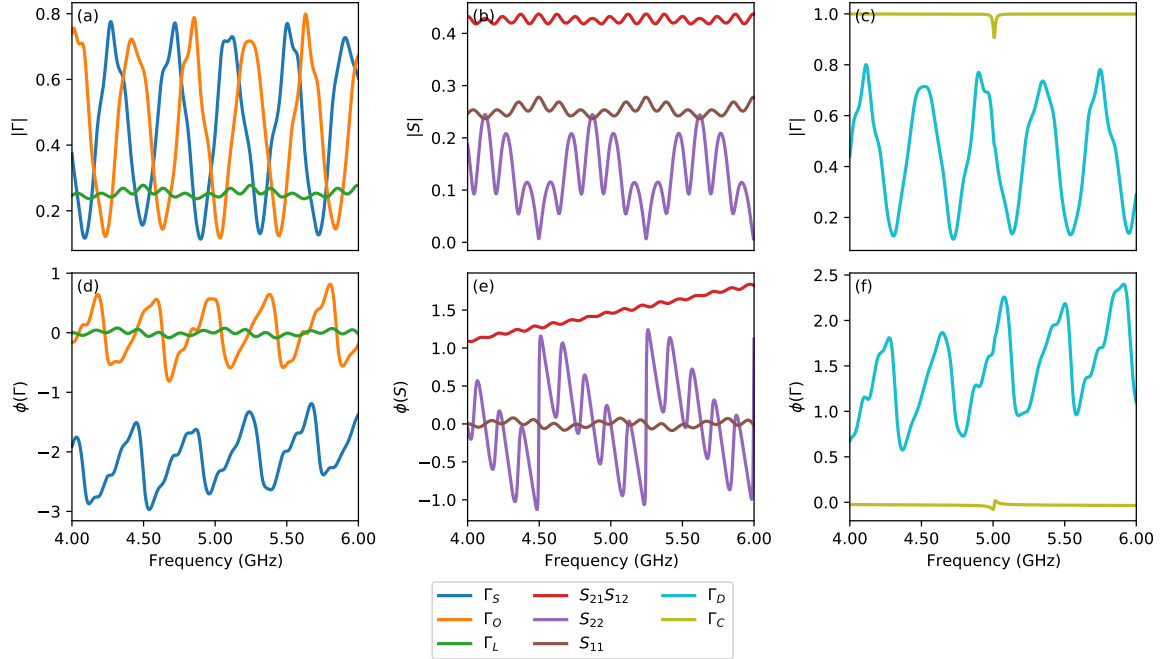 (a) (b) (c)
0.8 0.4 1.0
0.6 0.3 0.8
0.4 0.2 0.6
0.2 0.1 0.4
0.0 0.2
|Γ| |S| |Γ|
(d) (e) (f)
1 1.5 2.5
0 1.0 2.0
−1 0.5 1.5
−2 0.0 1.0
−3 −0.5 0.5
−1.0 0.0
ϕ(Γ) ϕ(S) ϕ(Γ)
4.00 4.50 5.00 5.50 6.00 4.00 4.50 5.00 5.50 6.00 4.00 4.50 5.00 5.50 6.00
Frequency (GHz) Frequency (GHz) Frequency (GHz)
Γ_S S_21S_12 Γ_D
Γ_O S_22 Γ_C
Γ_L S_11